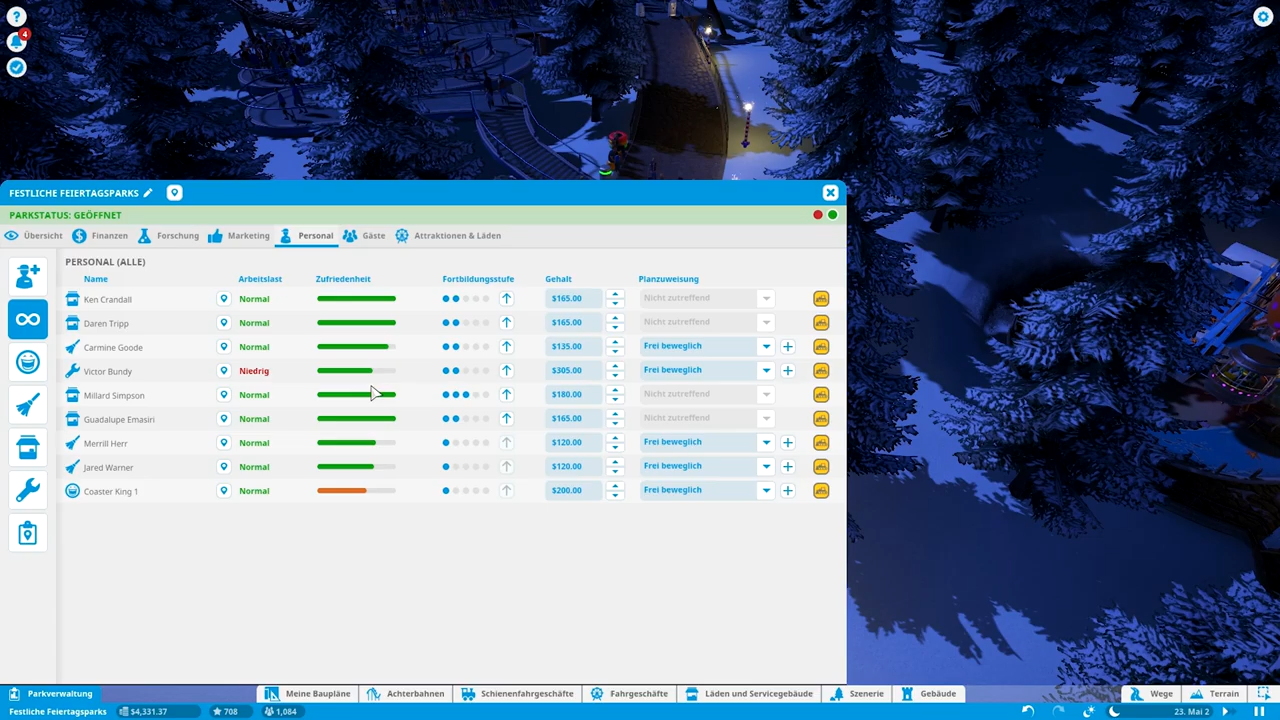 ?
4
FESTLICHE FEIERTAGSPARKS
PARKSTATUS: GEÖFFNET
Übersicht Finanzen Forschung Marketing Personal Gäste Attraktionen & Läden
PERSONAL (ALLE)
Name Arbeitslast Zufriedenheit Fortbildungsstufe Gehalt Planzuweisung
Ken Crandall Normal $165.00 Nicht zutreffend
Daren Tripp Normal $165.00 Nicht zutreffend
Carmine Goode Normal $135.00 Frei beweglich
Victor Bundy Niedrig $305.00 Frei beweglich
Millard Simpson Normal $180.00 Nicht zutreffend
Guadalupe Emasiri Normal $165.00 Nicht zutreffend
Merrill Herr Normal $120.00 Frei beweglich
Jared Warner Normal $120.00 Frei beweglich
Coaster King 1 Normal $200.00 Frei beweglich
Parkverwaltung Meine Baupläne Achterbahnen Schienenfahrgeschäfte Fahrgeschäfte Läden und Servicegebäude Szenerie Gebäude Wege Terrain
Festliche Feiertagsparks $4,331.37 708 1,084 23. Mai 2